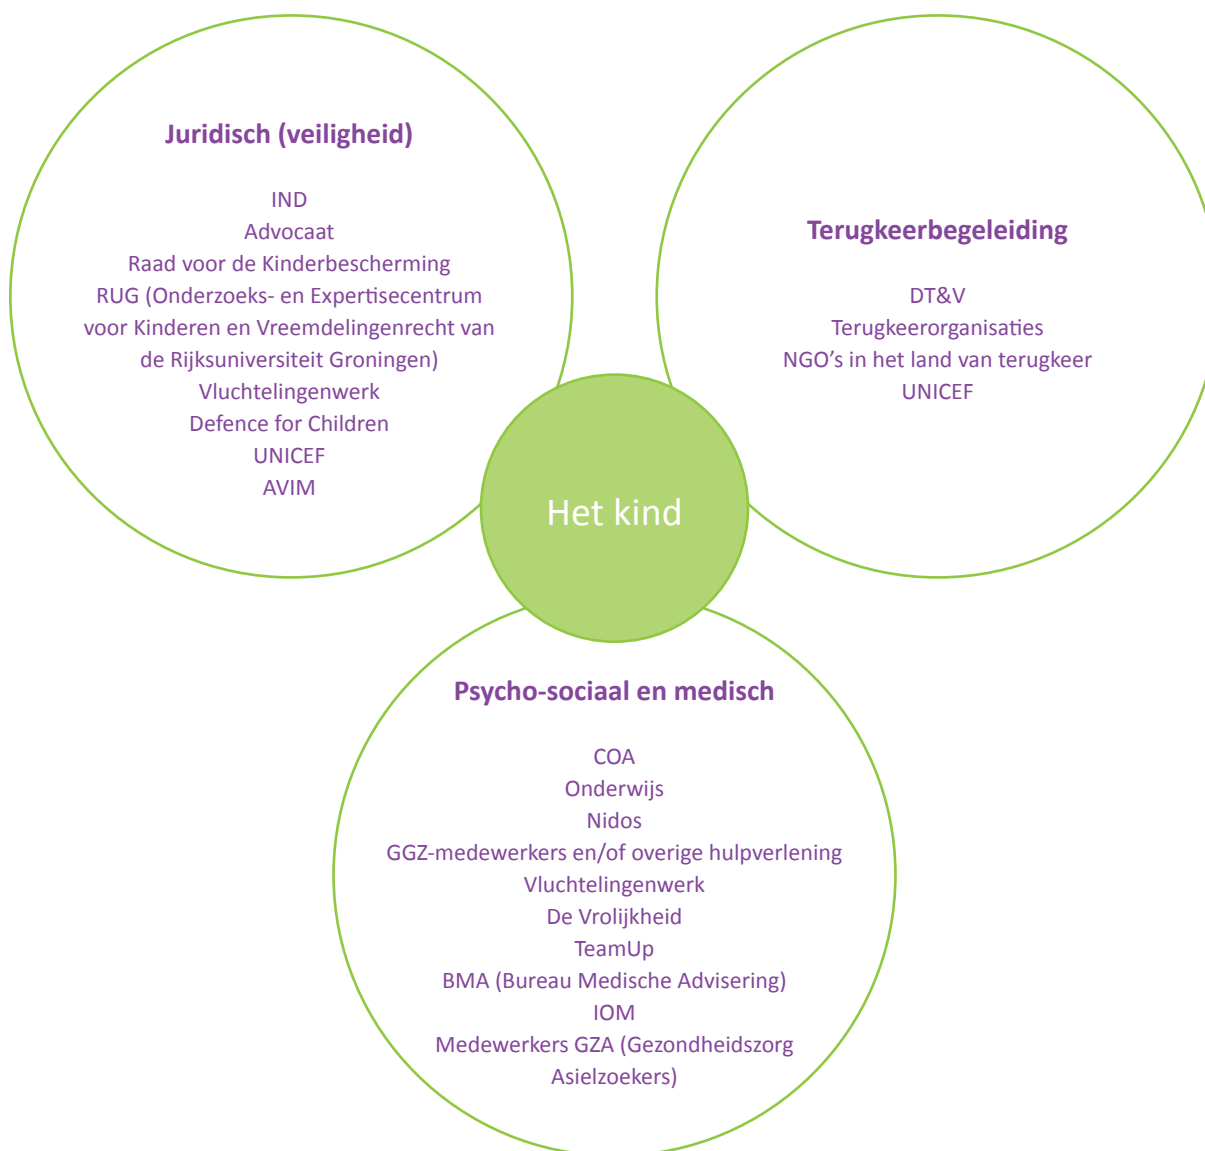 Juridisch (veiligheid)
IND
Advocaat
Raad voor de Kinderbescherming
RUG (Onderzoeks- en Expertisecentrum
voor Kinderen en Vreemdelingenrecht van
de Rijksuniversiteit Groningen)
Vluchtelingenwerk
Defence for Children
UNICEF
AVIM
Terugkeerbegeleiding
DT&V
Terugkeerorganisaties
NGO’s in het land van terugkeer
UNICEF
Het kind
Psycho-sociaal en medisch
COA
Onderwijs
Nidos
GGZ-medewerkers en/of overige hulpverlening
Vluchtelingenwerk
De Vrolijkheid
TeamUp
BMA (Bureau Medische Advisering)
IOM
Medewerkers GZA (Gezondheidszorg
Asielzoekers)